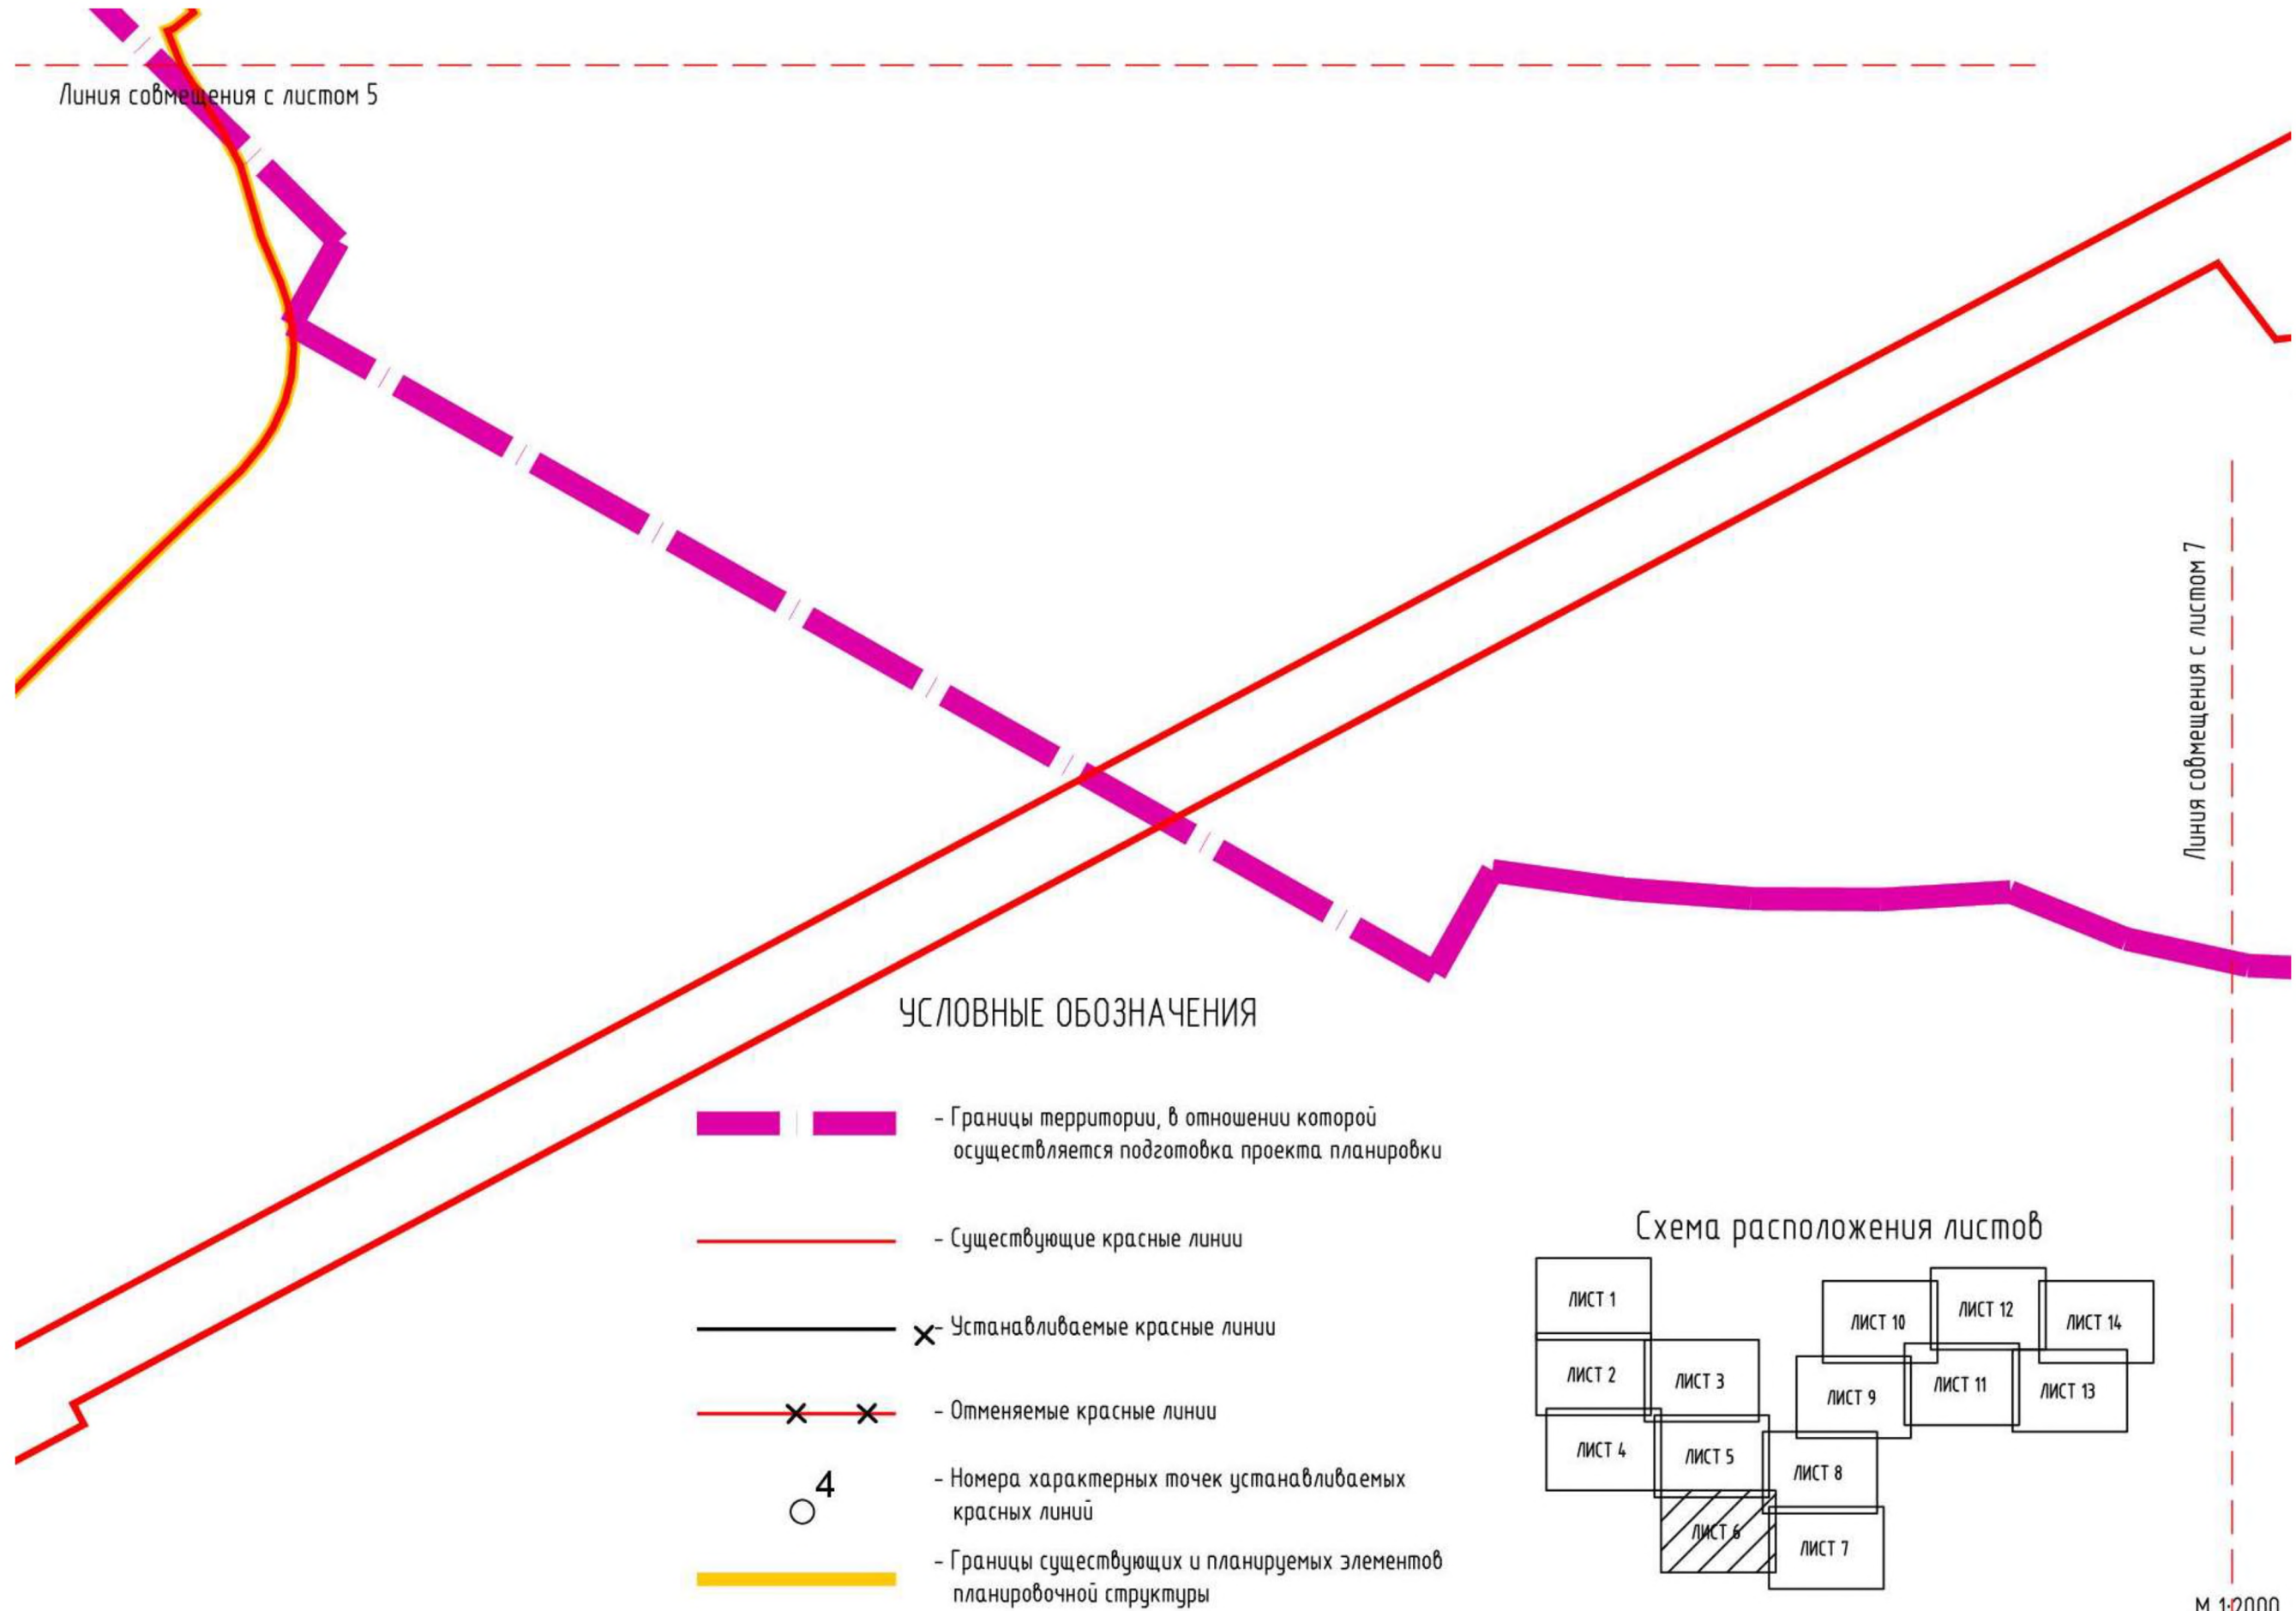 Линия совмещения с листом 5
Линия совмещения с листом 7
УСЛОВНЫЕ ОБОЗНАЧЕНИЯ
- Границы территории, в отношении которой
осуществляется подготовка проекта планировки
- Существующие красные линии
- Устанавливаемые красные линии
- Отменяемые красные линии
4
- Номера характерных точек устанавливаемых
красных линий
- Границы существующих и планируемых элементов
планировочной структуры
Схема расположения листов
ЛИСТ 1
ЛИСТ 2
ЛИСТ 3
ЛИСТ 4
ЛИСТ 5
ЛИСТ 6
ЛИСТ 7
ЛИСТ 8
ЛИСТ 9
ЛИСТ 10
ЛИСТ 11
ЛИСТ 12
ЛИСТ 13
ЛИСТ 14
М 1:2000